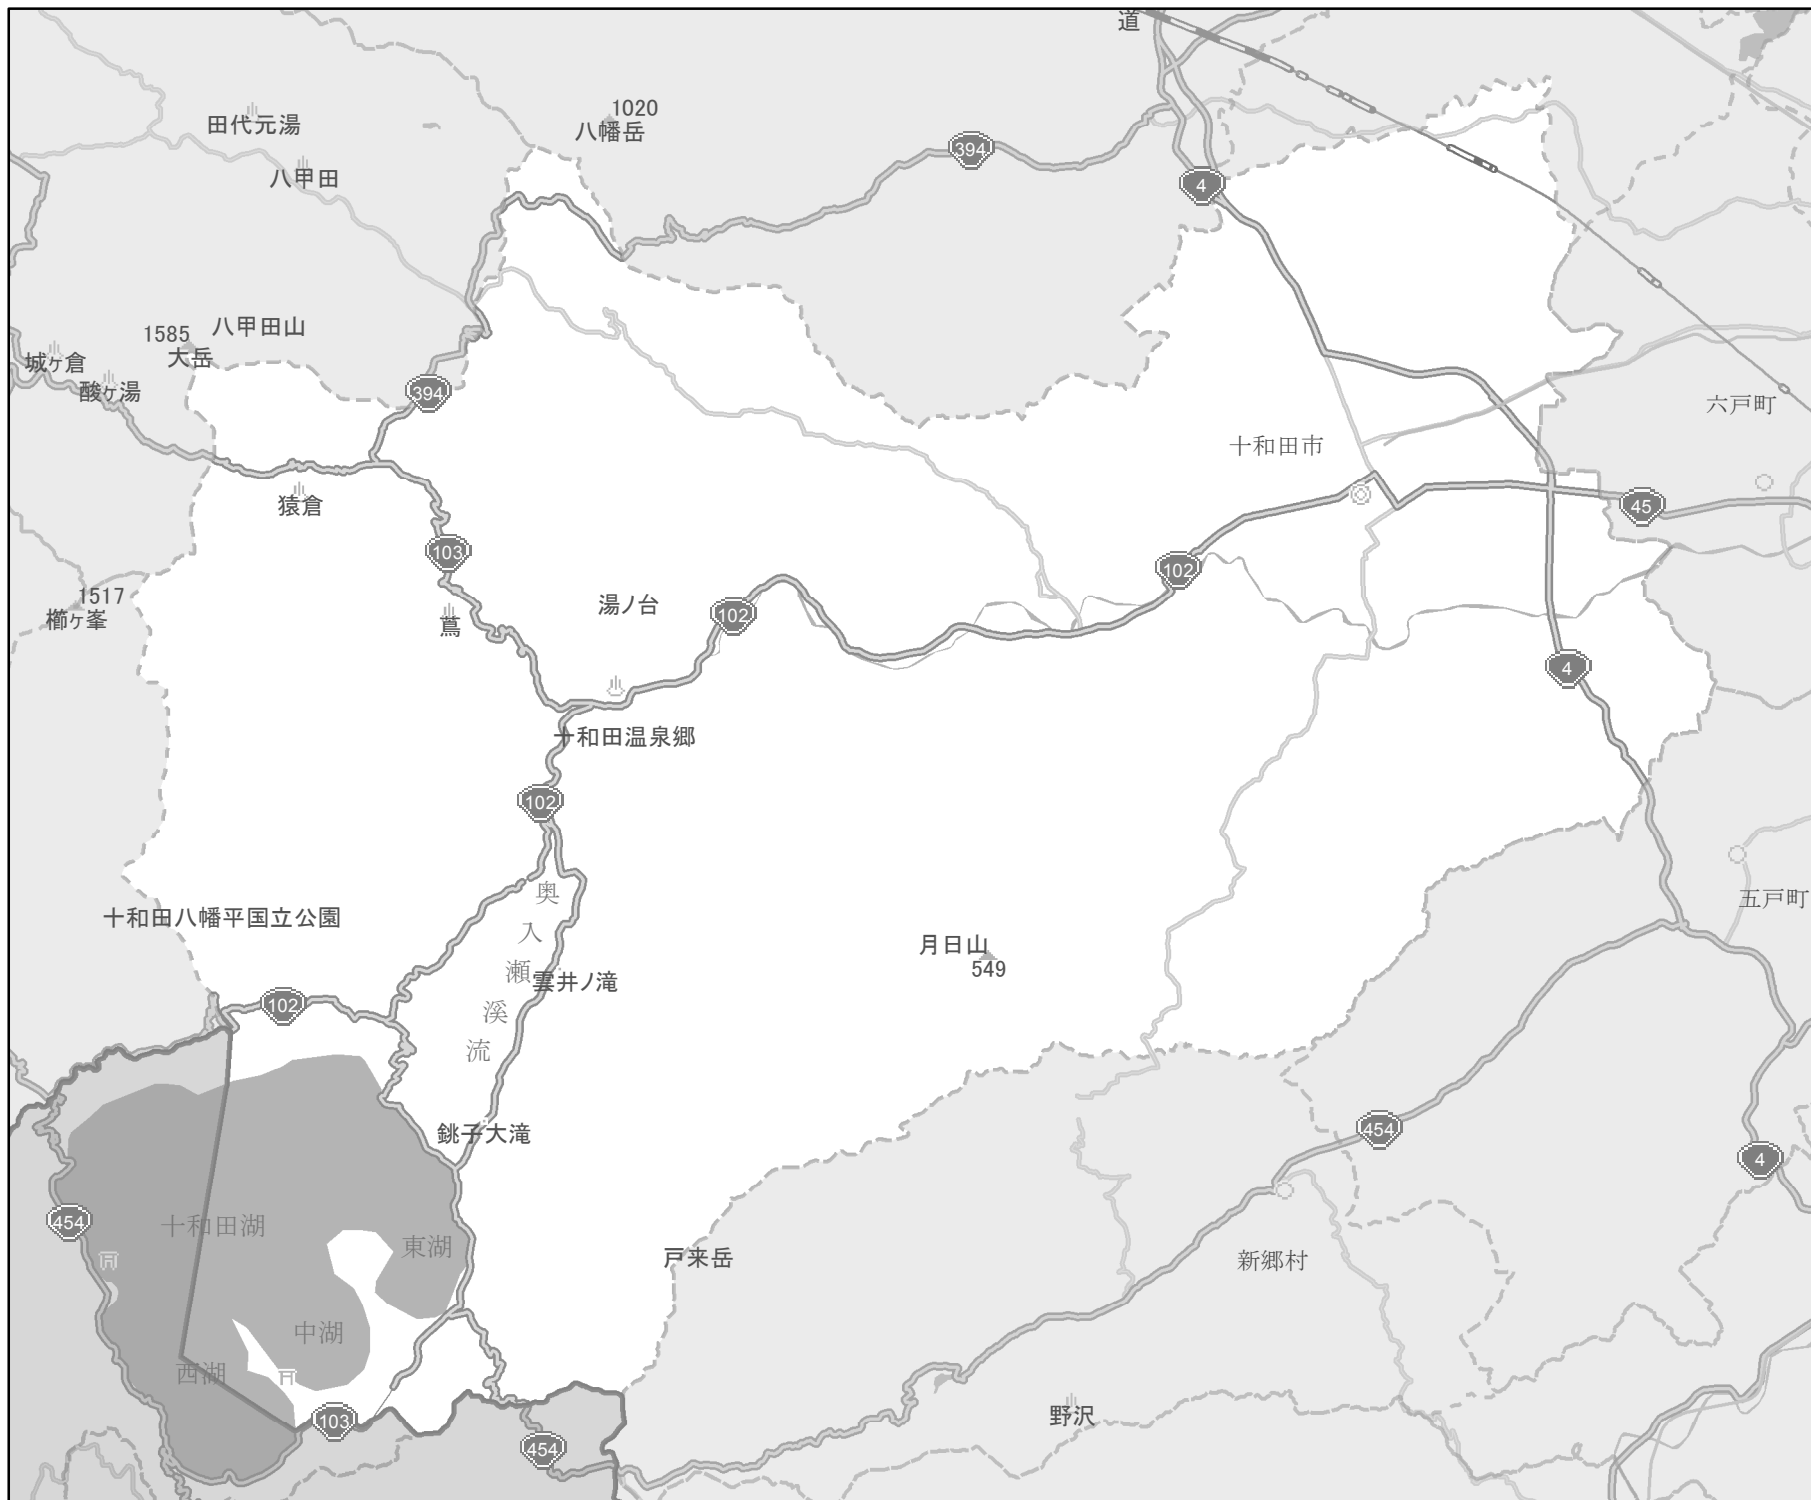 道
1020
八幡岳
田代元湯
394
八甲田
4
1585
八甲田山
大岳
城ヶ倉
酸ヶ湯
394
六戸町
十和田市
猿倉
45
103
102
1517
櫛ヶ峯
湯ノ台
102
蔦
4
十和田温泉郷
102
奥入瀬渓流
五戸町
十和田八幡平国立公園
月日山
549
雲井ノ滝
102
銚子大滝
454
4
454
十和田湖
東湖
戸来岳
新郷村
中湖
西湖
103
野沢
454